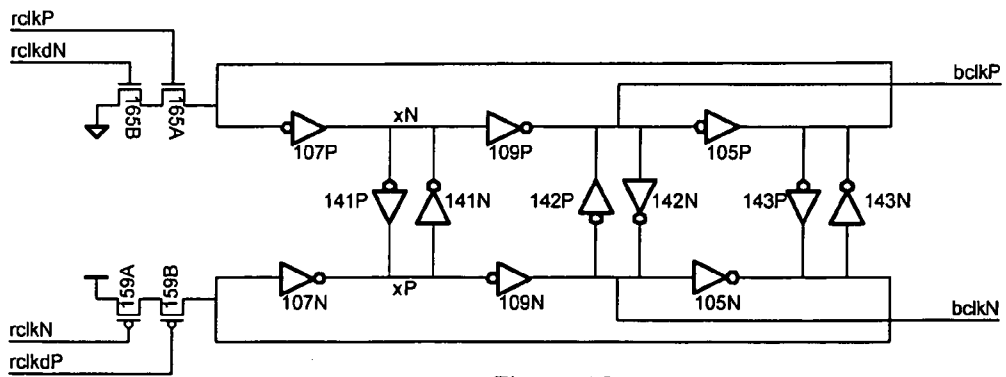 rclkP
rclkdN
165B
165A
bclkP
xN
107P
109P
105P
141P
141N
142P
142N
143P
143N
159A
159B
xP
107N
109N
105N
bclkN
rclkN
rclkdP